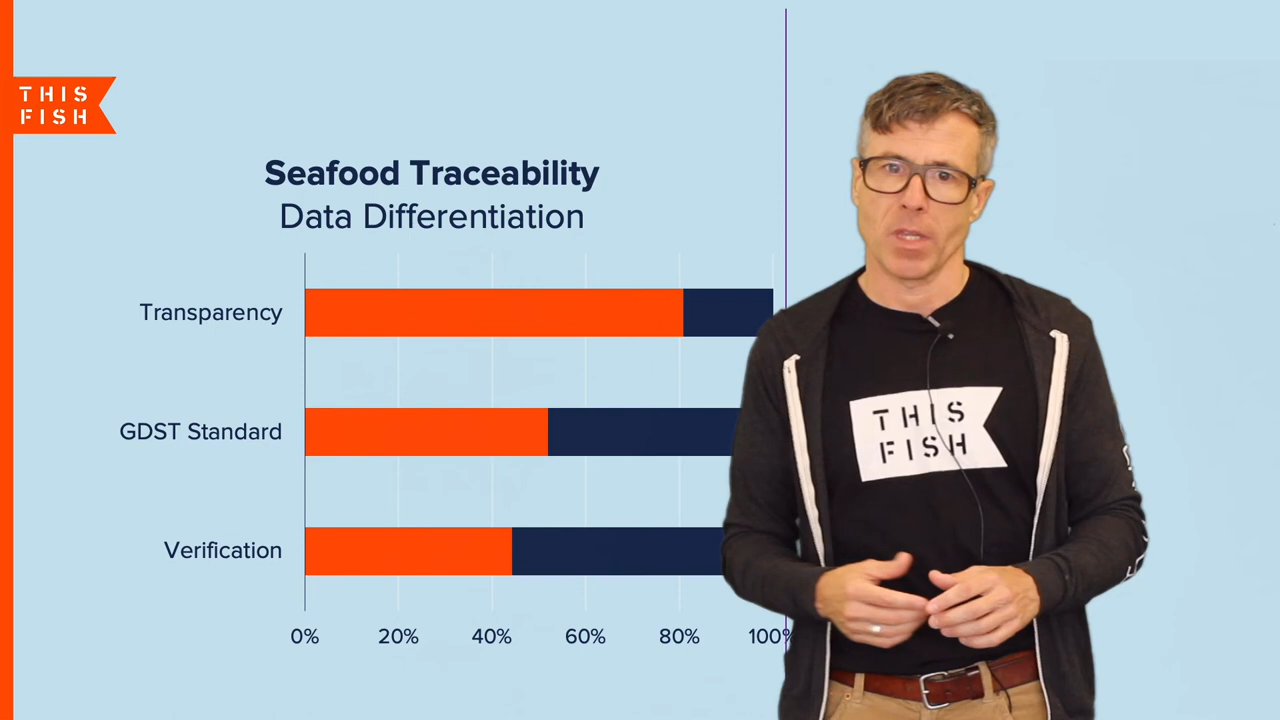 THIS
FISH
Seafood Traceability
Data Differentiation
Transparency
GDST Standard
Verification
0% 20% 40% 60% 80% 100%
THIS
FISH